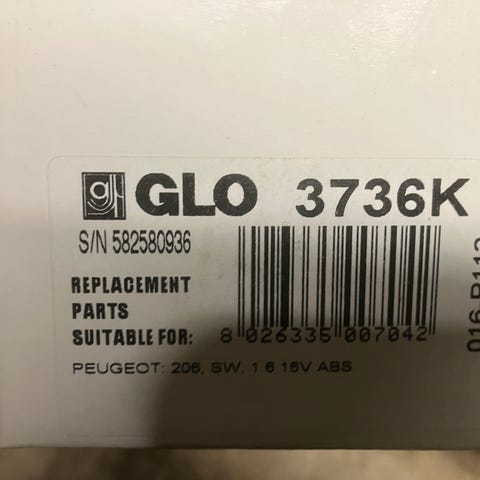 GLO 3736K
S/N 582580936
REPLACEMENT
PARTS
SUITABLE FOR:
8 026335 007042
PEUGEOT: 206, SW, 1.6 16V ABS